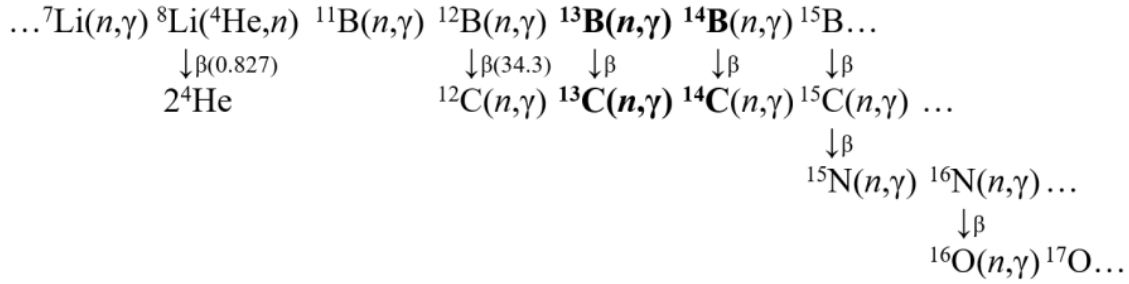 …⁷Li(n,γ) ⁸Li(⁴He,n) ¹¹B(n,γ) ¹²B(n,γ) ¹³B(n,γ) ¹⁴B(n,γ) ¹⁵B…
↓β(0.827) ↓β(34.3) ↓β ↓β ↓β
2⁴He ¹²C(n,γ) ¹³C(n,γ) ¹⁴C(n,γ) ¹⁵C(n,γ) …
↓β
¹⁵N(n,γ) ¹⁶N(n,γ)…
↓β
¹⁶O(n,γ) ¹⁷O…